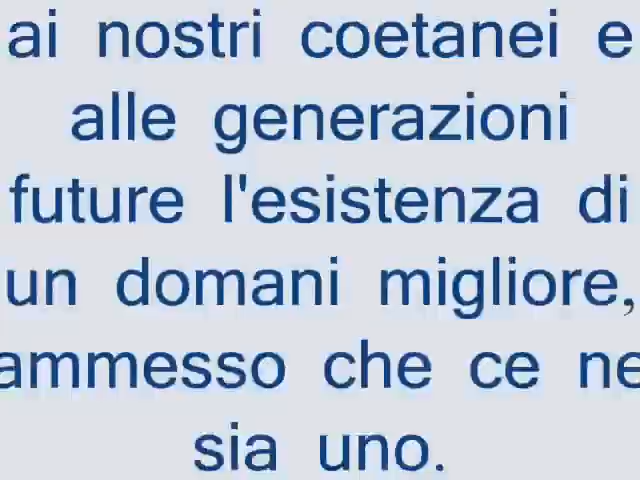 ai nostri coetanei e
alle generazioni
future l'esistenza di
un domani migliore,
ammesso che ce ne
sia uno.